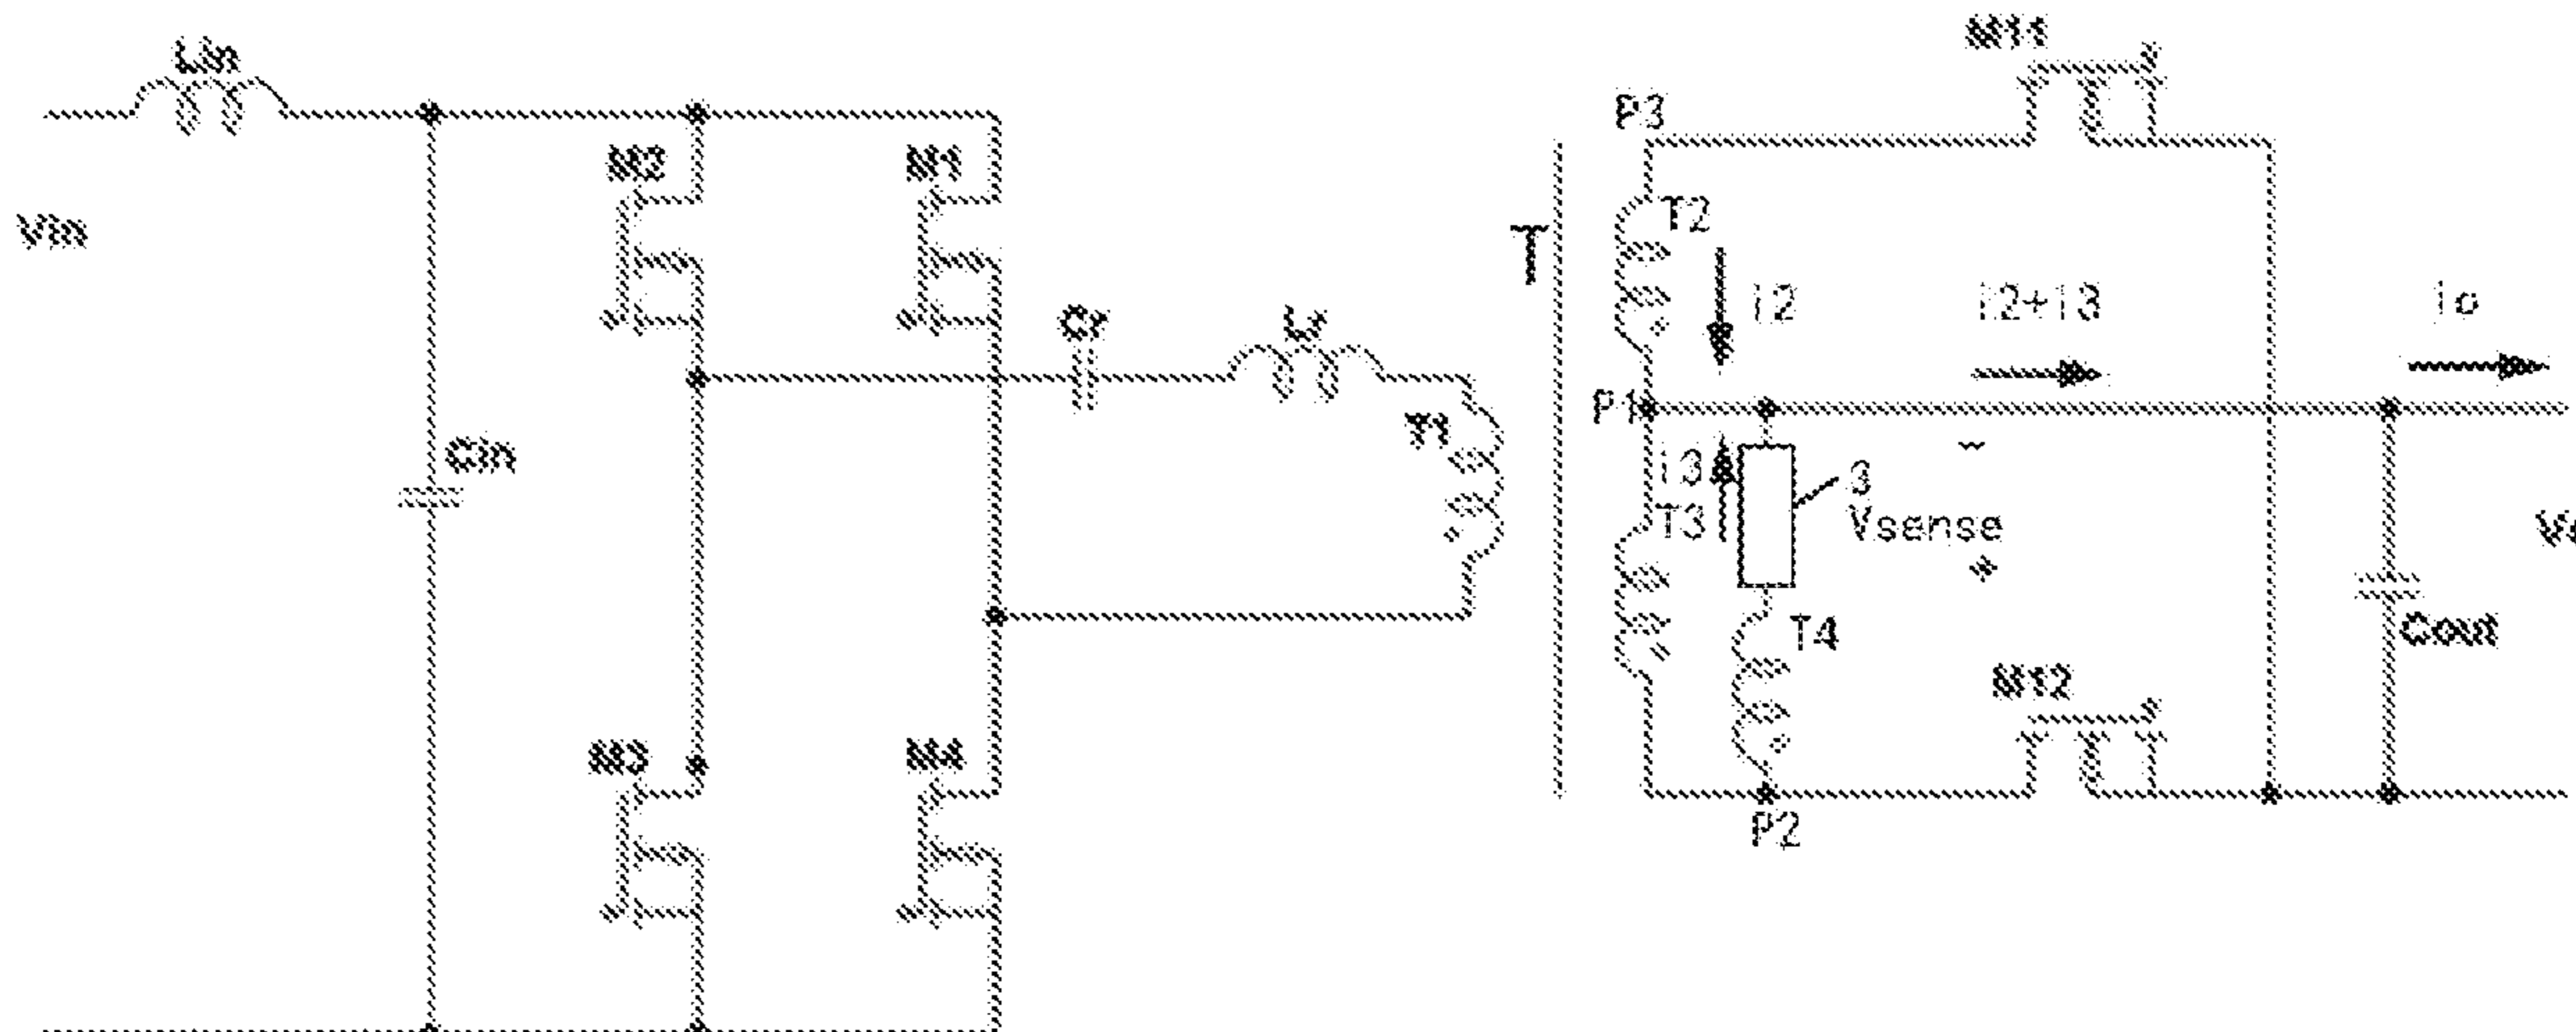 Lin
M11
P3
M2
M1
T2
Vin
T
i2
i2+i3
io
Cr
Lr
P1
T1
Cin
i3
-
3
T3
Vsense
+
T4
Cout
M12
M3
M4
P2